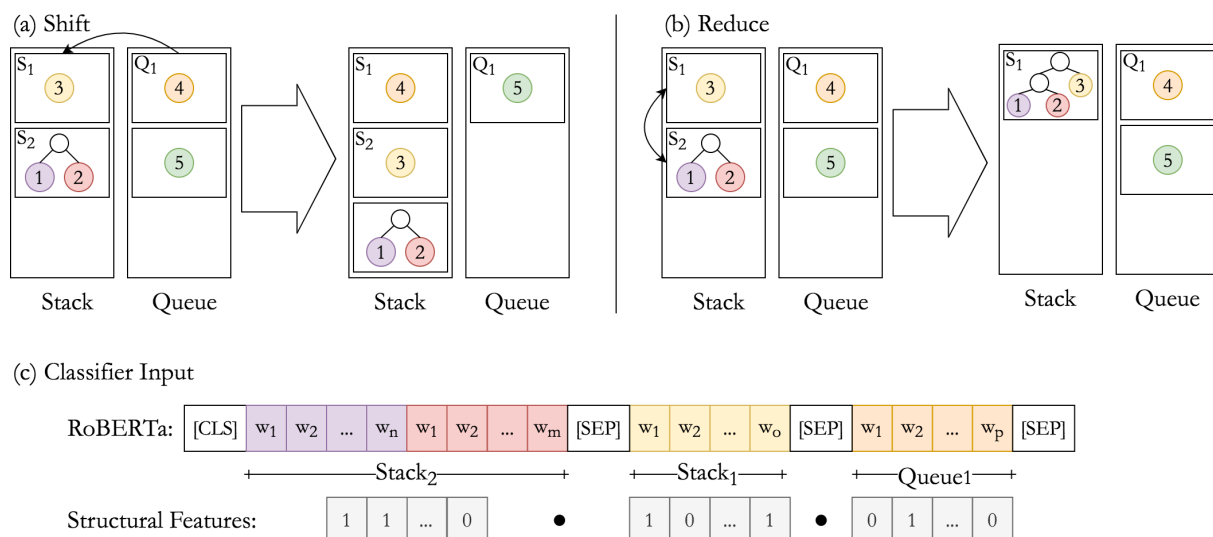 (a) Shift
(b) Reduce
S1 3 Q1 4
S2 1 2 5
S1 4 Q1 5
S2 3
1 2
S1 3 Q1 4
S2 1 2 5
S1 1 2 3 Q1 4
5
Stack Queue
Stack Queue
Stack Queue
Stack Queue
(c) Classifier Input
RoBERTa: [CLS] w1 w2 ... wn w1 w2 ... wm [SEP] w1 w2 ... wo [SEP] w1 w2 ... wp [SEP]
Stack2 Stack1 Queue1
Structural Features: 1 1 ... 0 • 1 0 ... 1 • 0 1 ... 0